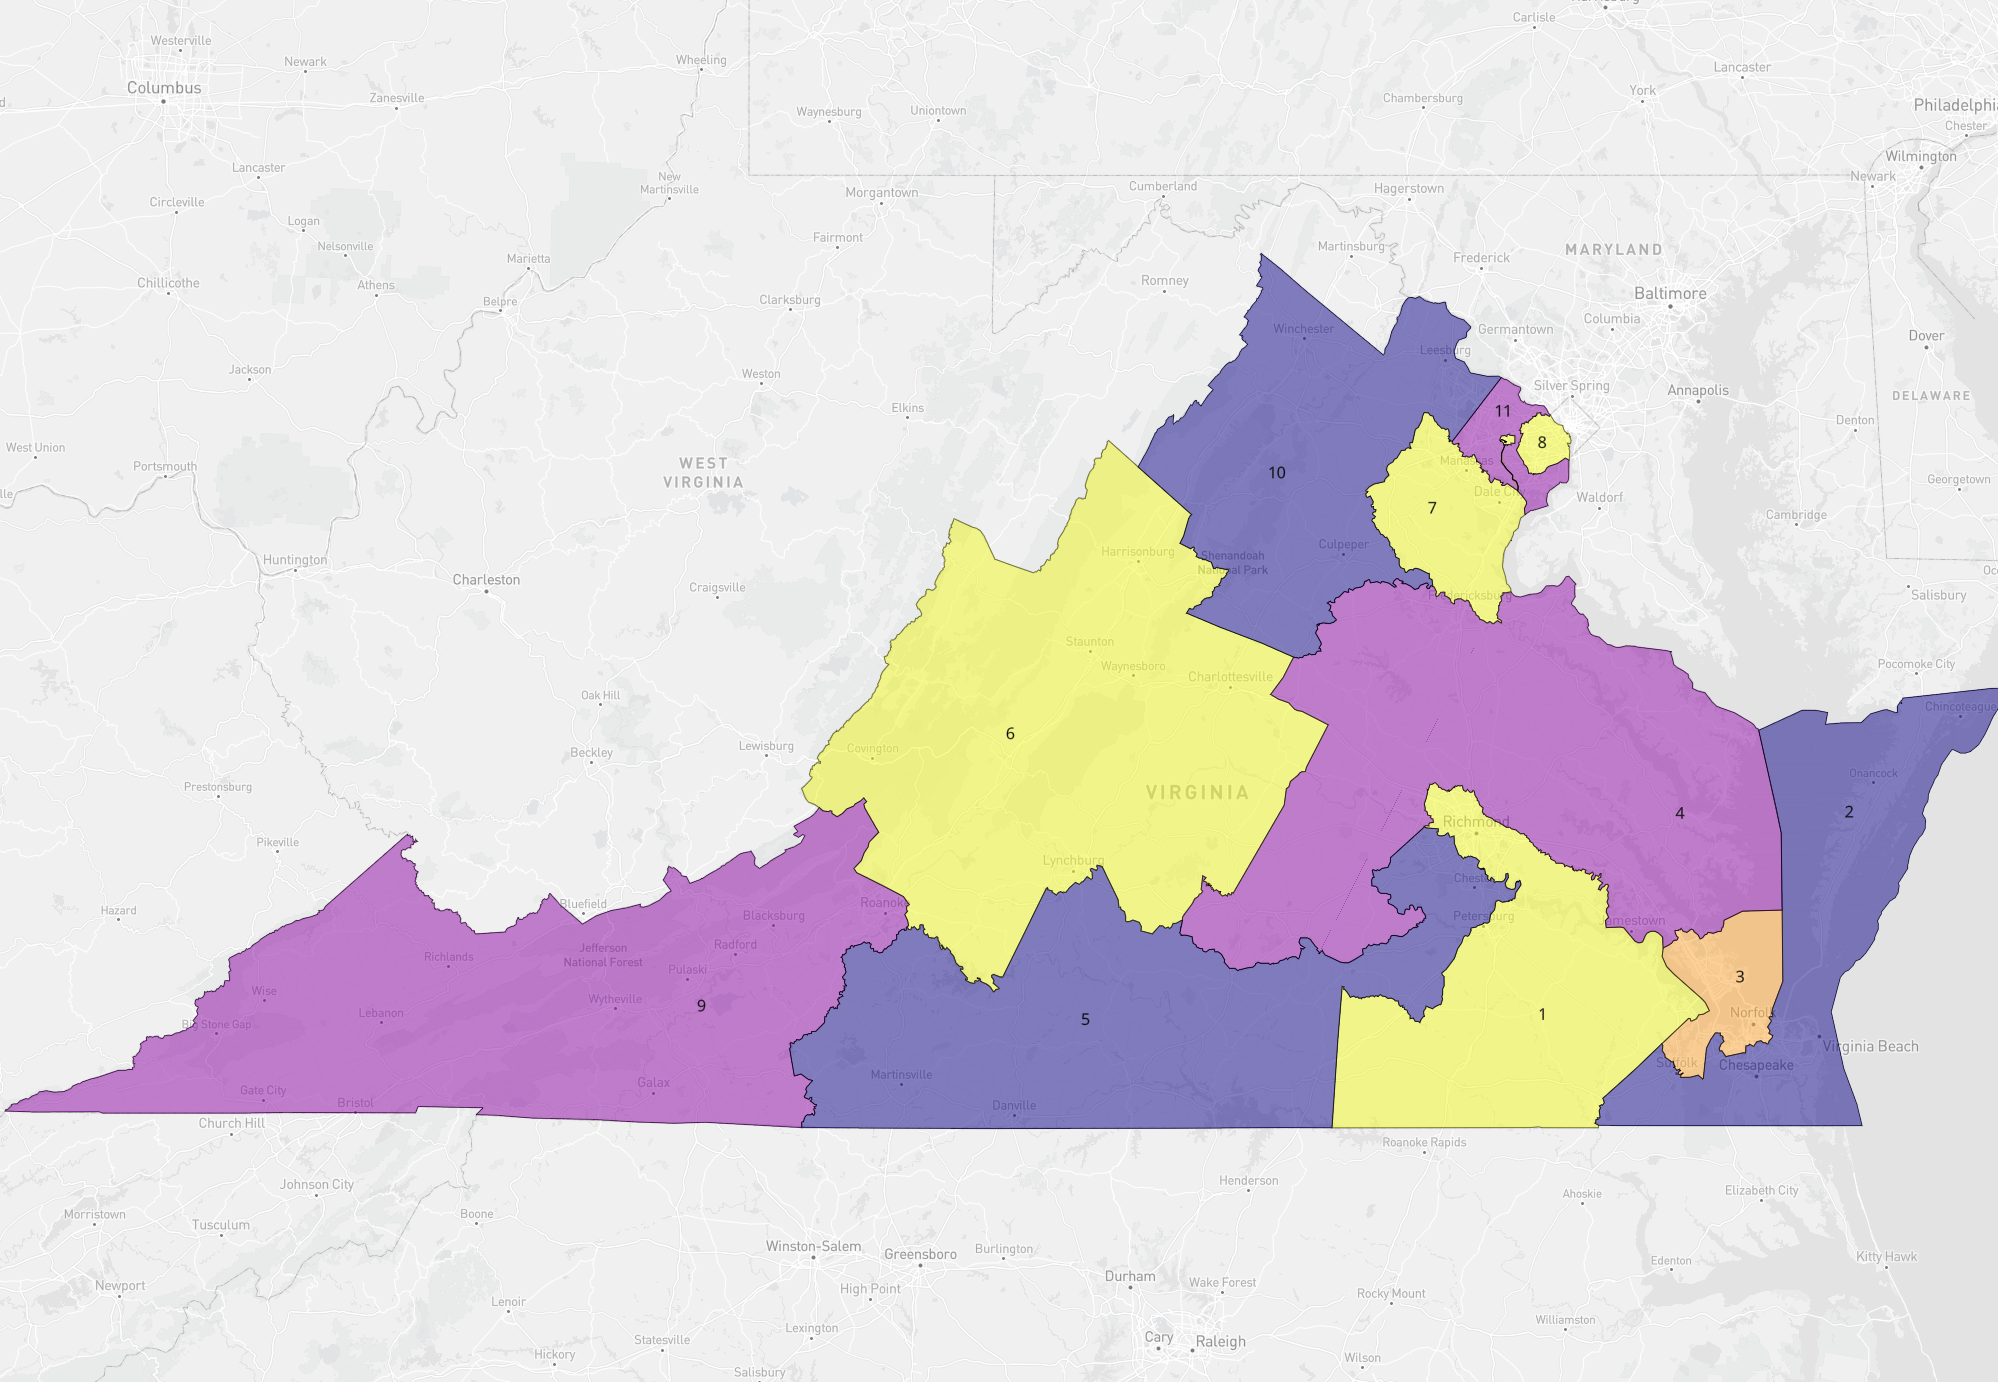 Westerville
Newark
Wheeling
Carlisle
Lancaster
Columbus
Zanesville
Waynesburg
Uniontown
Chambersburg
York
Philadelphia
Chester
Lancaster
New
Martinsville
Morgantown
Cumberland
Hagerstown
Wilmington
Newark
Circleville
Logan
Nelsonville
Fairmont
Martinsburg
Frederick
MARYLAND
Marietta
Chillicothe
Athens
Belpre
Clarksburg
Romney
Baltimore
Columbia
Winchester
Germantown
Dover
Leesburg
Jackson
Weston
Silver Spring
Annapolis
DELAWARE
Elkins
11
Denton
West Union
8
Portsmouth
WEST
VIRGINIA
10
Manassas
Georgetown
Dale City
Waldorf
7
Cambridge
Huntington
Harrisonburg
Shenandoah
National Park
Culpeper
Charleston
Craigsville
Fredericksburg
Salisbury
Staunton
Waynesboro
Charlottesville
Pocomoke City
Oak Hill
Chincoteague
6
Lewisburg
Covington
Beckley
Onancock
Prestonsburg
VIRGINIA
4
2
Richmond
Pikeville
Lynchburg
Hazard
Bluefield
Blacksburg
Roanoke
Petersburg
Jamestown
Richlands
Jefferson
National Forest
Radford
Pulaski
3
Wise
Wytheville
9
Lebanon
5
1
Norfolk
Big Stone Gap
Virginia Beach
Suffolk
Chesapeake
Martinsville
Galax
Gate City
Bristol
Danville
Church Hill
Roanoke Rapids
Johnson City
Henderson
Ahoskie
Elizabeth City
Morristown
Tusculum
Boone
Winston-Salem
Greensboro
Burlington
Edenton
Kitty Hawk
Newport
High Point
Durham
Wake Forest
Rocky Mount
Lenoir
Williamston
Statesville
Lexington
Cary
Raleigh
Hickory
Salisbury
Wilson